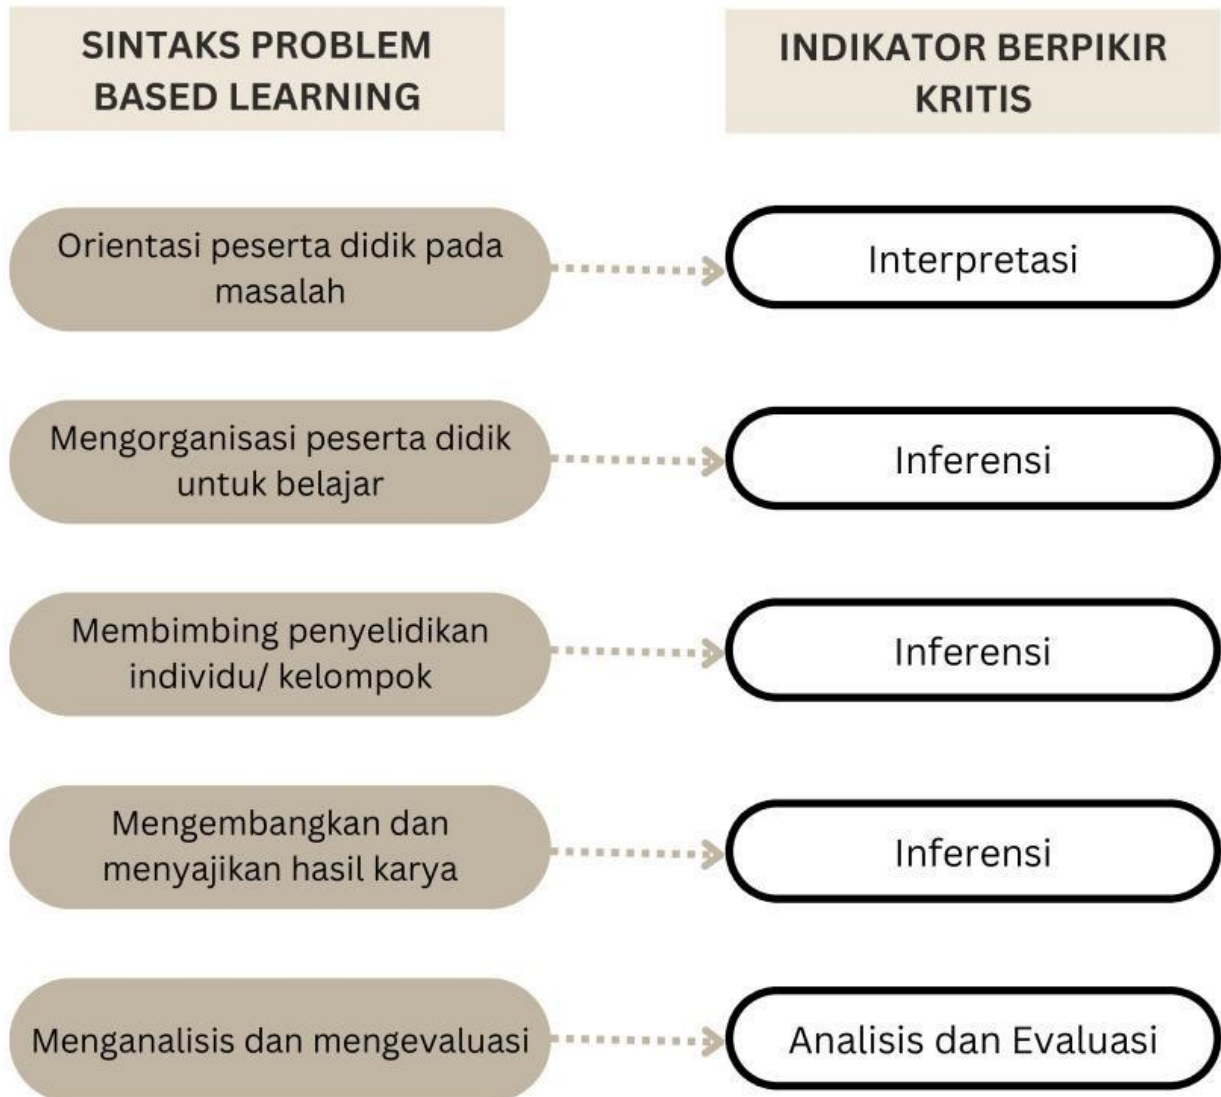 SINTAKS PROBLEM
BASED LEARNING
INDIKATOR BERPIKIR
KRITIS
Orientasi peserta didik pada
masalah
Interpretasi
Mengorganisasi peserta didik
untuk belajar
Inferensi
Membimbing penyelidikan
individu/ kelompok
Inferensi
Mengembangkan dan
menyajikan hasil karya
Inferensi
Menganalisis dan mengevaluasi
Analisis dan Evaluasi